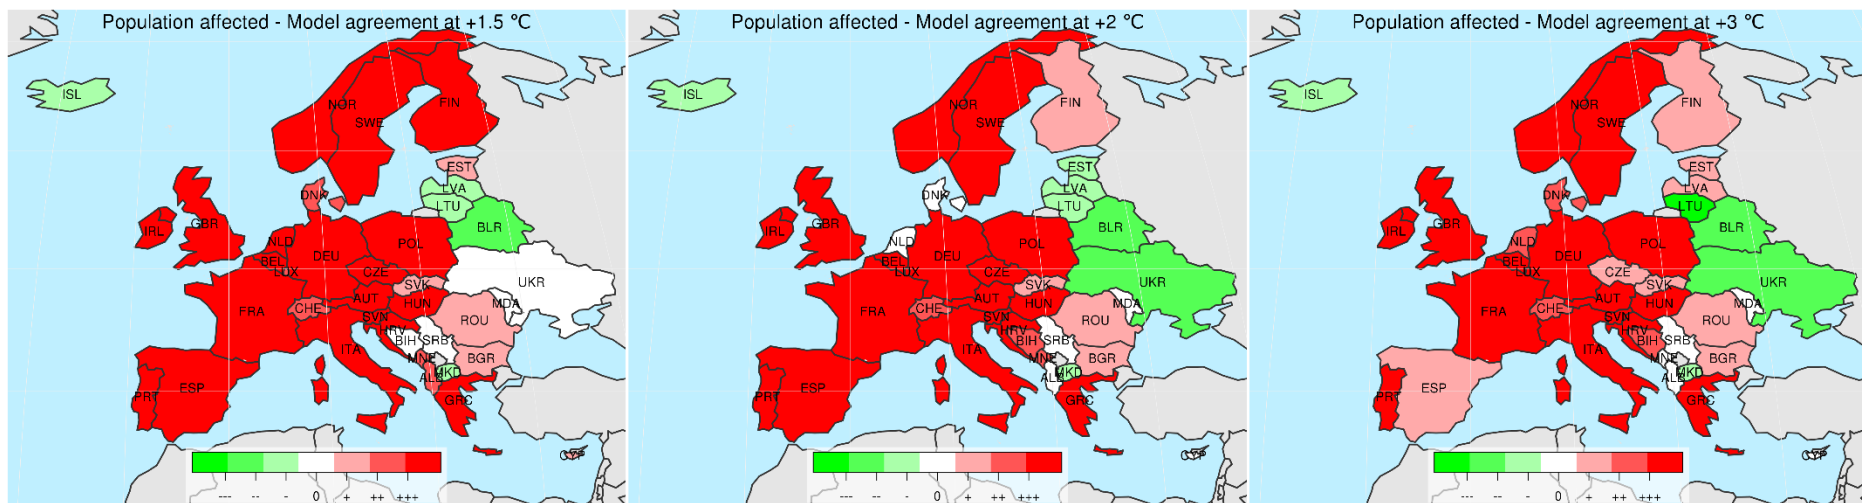 Population affected - Model agreement at +1.5 ℃
ISL
NOR
FIN
SWE
EST
DNK
LVA
LTU
IRL
GBR
BLR
NLD
POL
BEL
DEU
LUX
CZE
UKR
SVK
AUT
HUN
MDA
FRA
CHE
SVN
ROU
HRV
BIH
SRB
ITA
MNE
BGR
MKD
ALB
ESP
PRT
GRC
CYP
--- -- - 0 + ++ +++
Population affected - Model agreement at +2 ℃
ISL
NOR
FIN
SWE
EST
DNK
LVA
LTU
IRL
GBR
BLR
NLD
POL
BEL
DEU
LUX
CZE
UKR
SVK
AUT
HUN
MDA
FRA
CHE
SVN
ROU
HRV
BIH
SRB
ITA
MNE
BGR
MKD
ALB
ESP
PRT
GRC
CYP
--- -- - 0 + ++ +++
Population affected - Model agreement at +3 ℃
ISL
NOR
FIN
SWE
EST
DNK
LVA
LTU
IRL
GBR
BLR
NLD
POL
BEL
DEU
LUX
CZE
UKR
SVK
AUT
HUN
MDA
FRA
CHE
SVN
ROU
HRV
BIH
SRB
ITA
MNE
BGR
MKD
ALB
ESP
PRT
GRC
CYP
--- -- - 0 + ++ +++